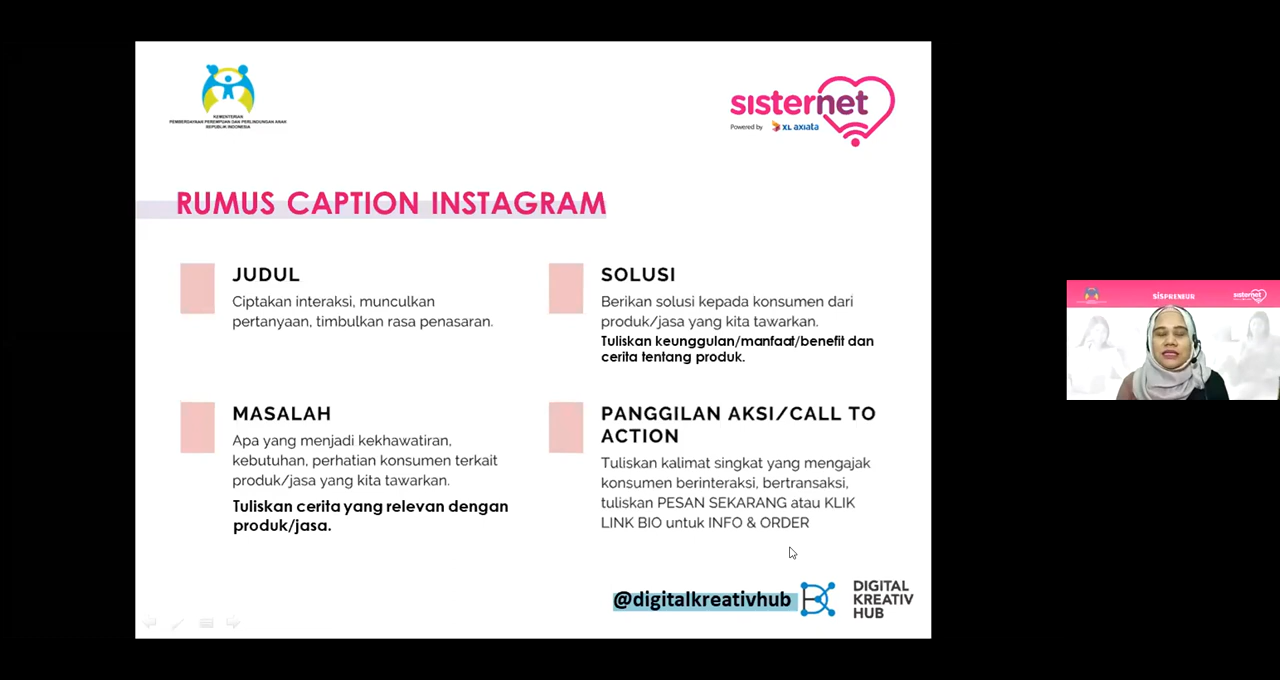 KEMENTERIAN
PEMBERDAYAAN PEREMPUAN DAN PERLINDUNGAN ANAK
REPUBLIK INDONESIA
sisternet
Powered by XL axiata
RUMUS CAPTION INSTAGRAM
JUDUL
Ciptakan interaksi, munculkan
pertanyaan, timbulkan rasa penasaran.
MASALAH
Apa yang menjadi kekhawatiran,
kebutuhan, perhatian konsumen terkait
produk/jasa yang kita tawarkan.
Tuliskan cerita yang relevan dengan
produk/jasa.
SOLUSI
Berikan solusi kepada konsumen dari
produk/jasa yang kita tawarkan.
Tuliskan keunggulan/manfaat/benefit dan
cerita tentang produk.
PANGGILAN AKSI/CALL TO
ACTION
Tuliskan kalimat singkat yang mengajak
konsumen berinteraksi, bertransaksi,
tuliskan PESAN SEKARANG atau KLIK
LINK BIO untuk INFO & ORDER
@digitalkreativhub
DIGITAL
KREATIV
HUB
SISPRENEUR
sisternet